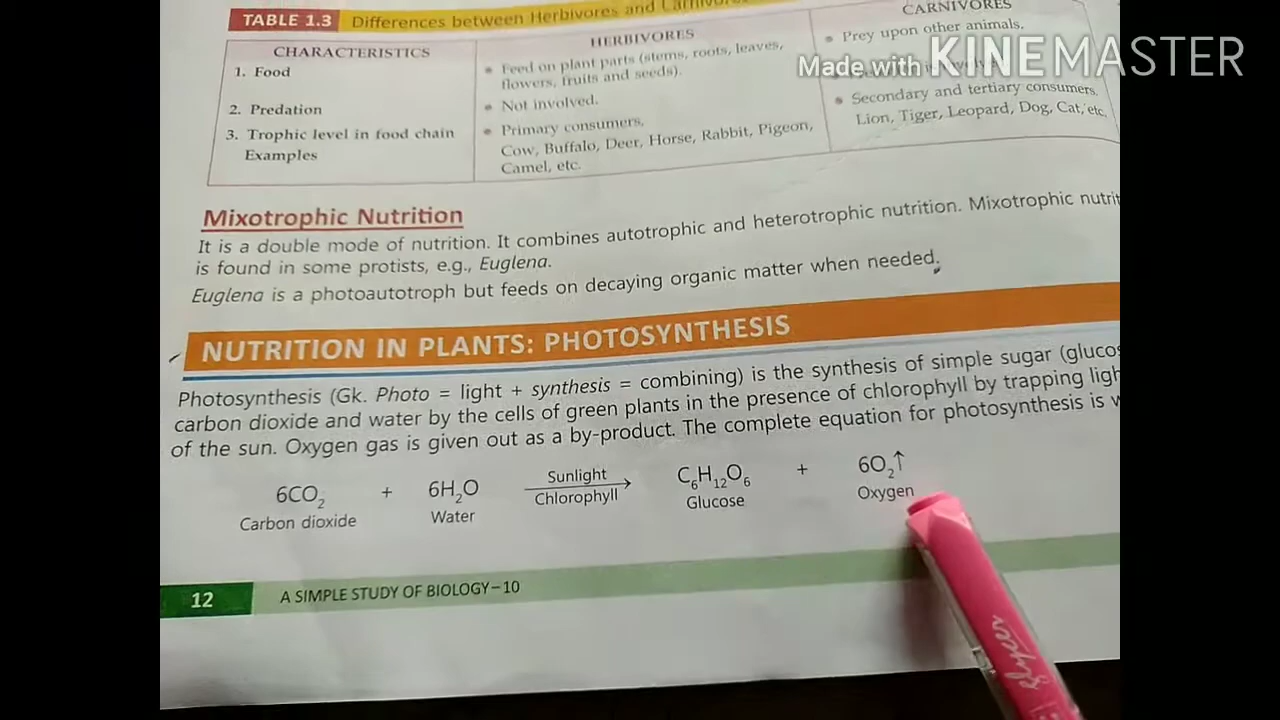 TABLE 1.3 Differences between Herbivores and Carnivores
CHARACTERISTICS HERBIVORES CARNIVORES
1. Food
• Feed on plant parts (stems, roots, leaves,
flowers, fruits and seeds).
• Prey upon other animals.
2. Predation
• Not involved.
3. Trophic level in food chain
• Primary consumers.
• Secondary and tertiary consumers.
Examples
Cow, Buffalo, Deer, Horse, Rabbit, Pigeon,
Camel, etc.
Lion, Tiger, Leopard, Dog, Cat, etc.
Made with KINEMASTER
Mixotrophic Nutrition
It is a double mode of nutrition. It combines autotrophic and heterotrophic nutrition. Mixotrophic nutrit
is found in some protists, e.g., Euglena.
Euglena is a photoautotroph but feeds on decaying organic matter when needed.
NUTRITION IN PLANTS: PHOTOSYNTHESIS
Photosynthesis (Gk. Photo = light + synthesis = combining) is the synthesis of simple sugar (glucos
carbon dioxide and water by the cells of green plants in the presence of chlorophyll by trapping ligh
of the sun. Oxygen gas is given out as a by-product. The complete equation for photosynthesis is w
6CO₂ + 6H₂O Sunlight → Chlorophyll C₆H₁₂O₆ + 6O₂↑
Carbon dioxide Water Glucose Oxygen
12 A SIMPLE STUDY OF BIOLOGY–10